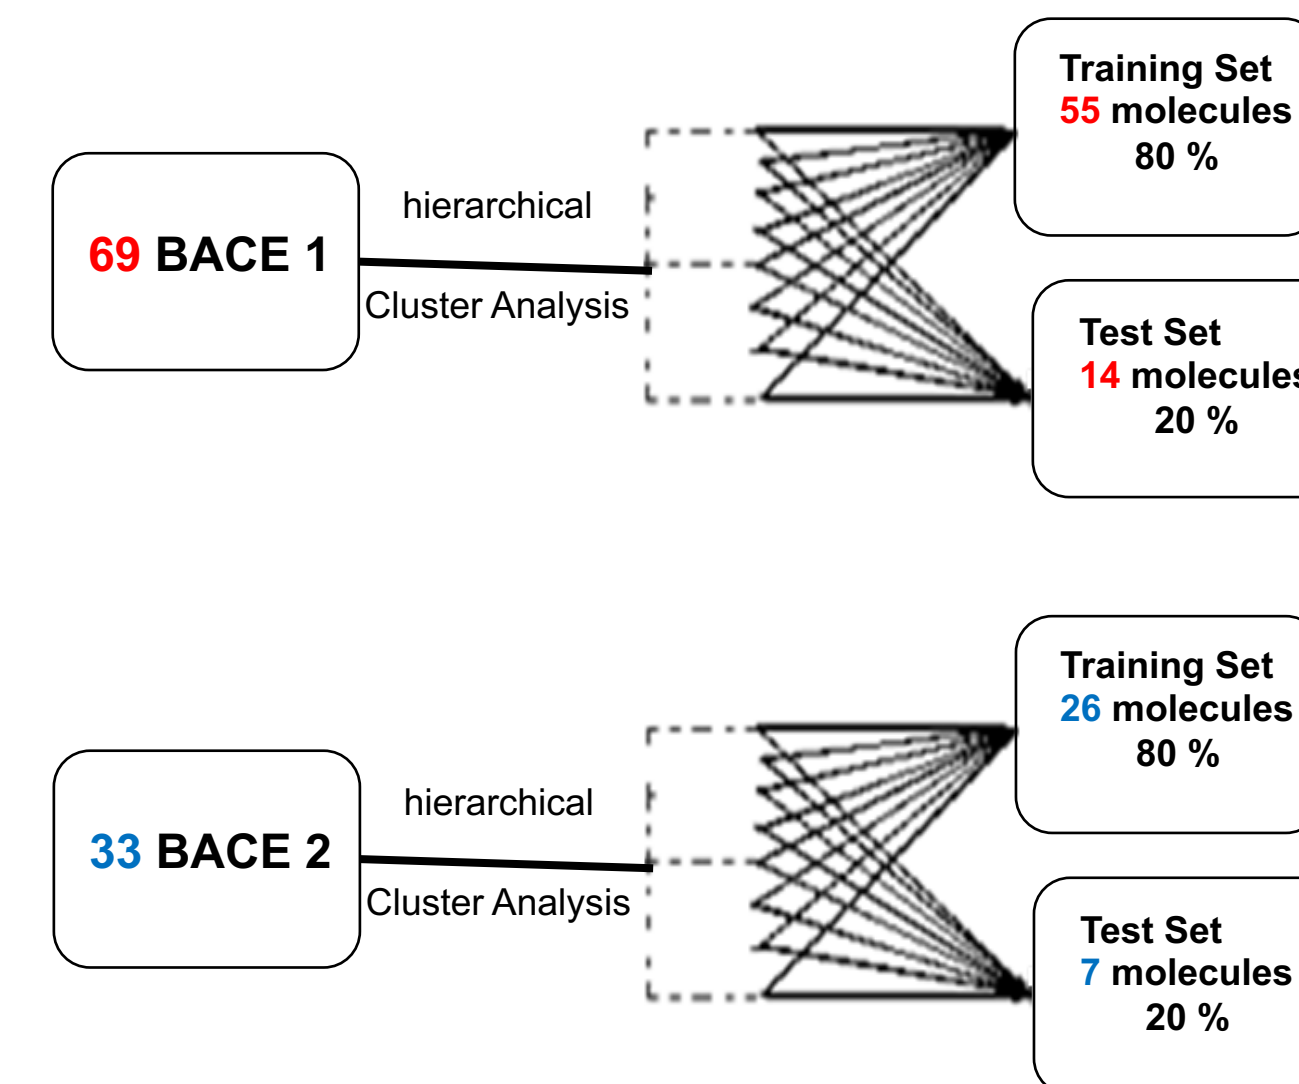 69 BACE 1
hierarchical
Cluster Analysis
Training Set
55 molecules
80 %
Test Set
14 molecules
20 %
33 BACE 2
hierarchical
Cluster Analysis
Training Set
26 molecules
80 %
Test Set
7 molecules
20 %